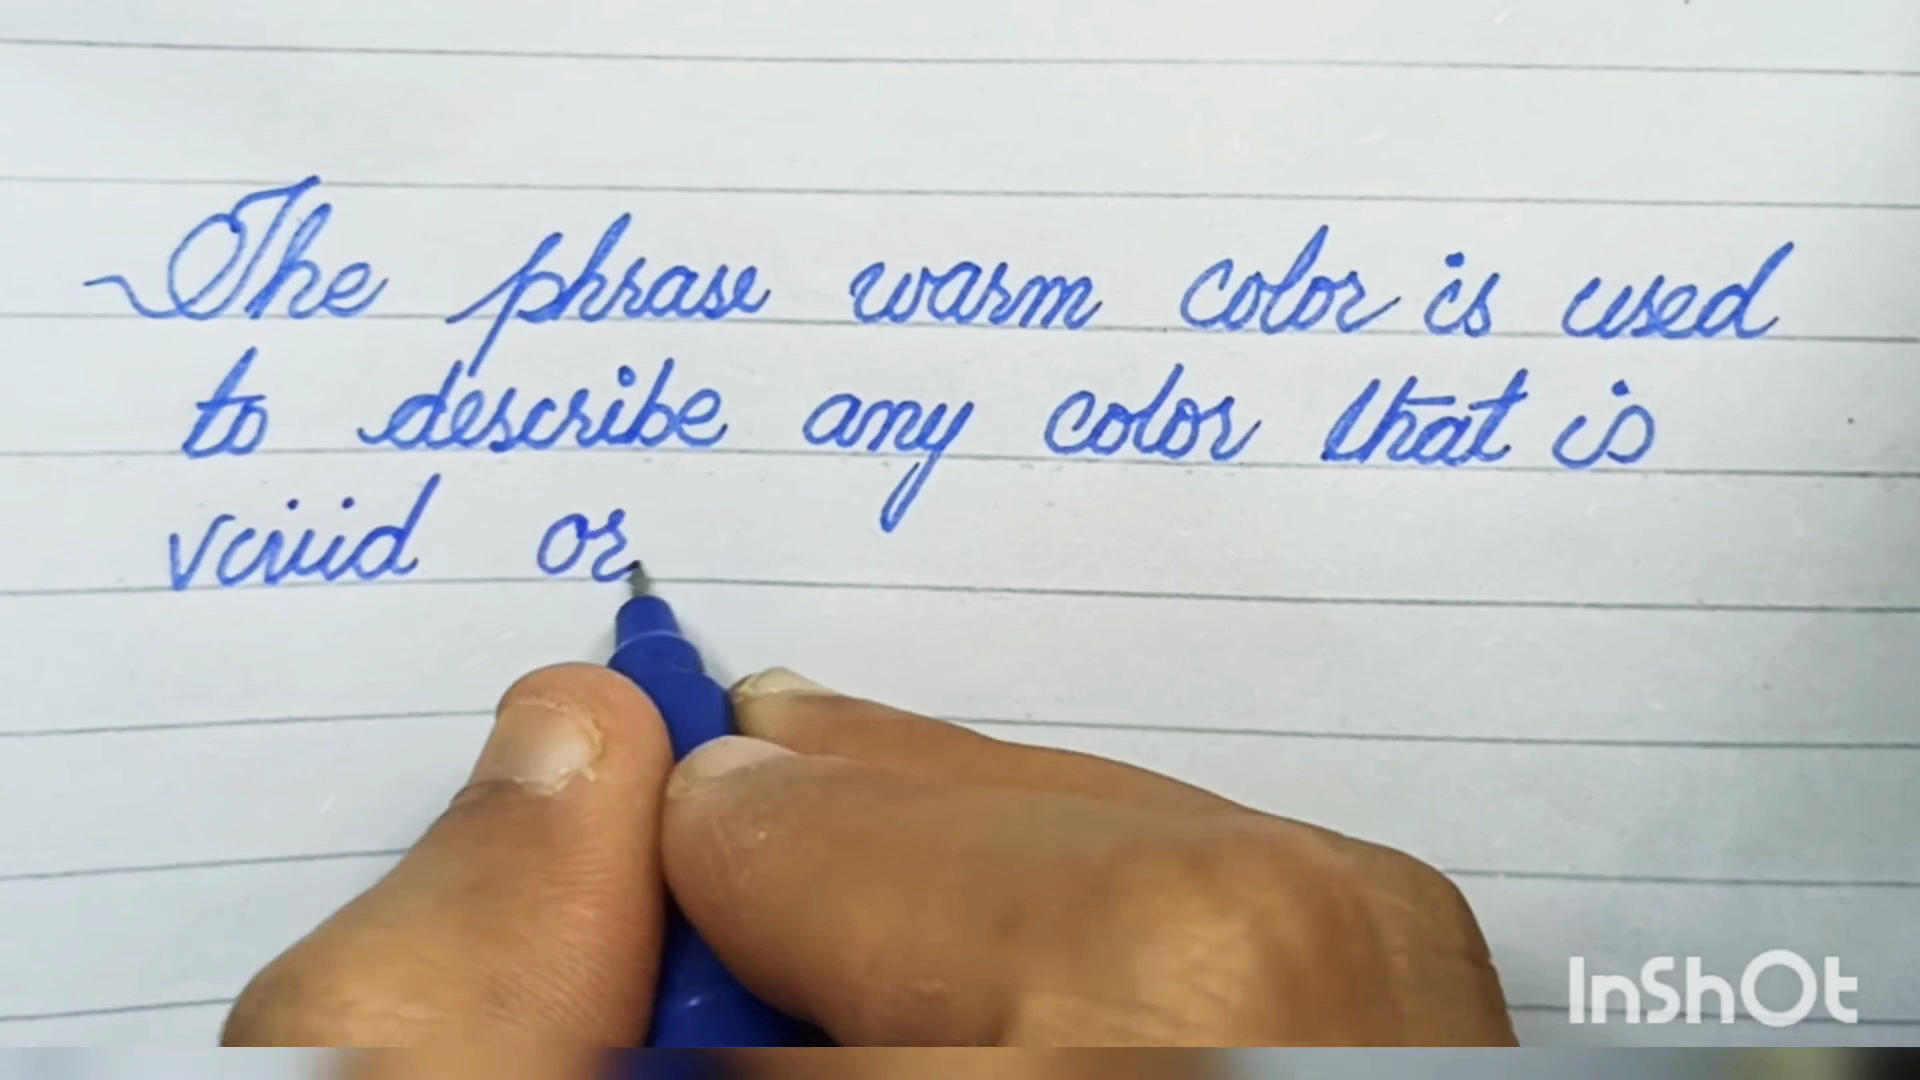 The phrase warm color is used
to describe any color that is
vivid or
InShOt